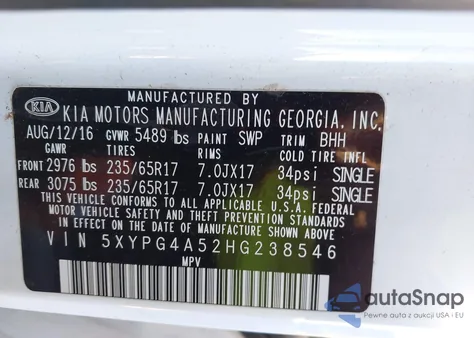 MANUFACTURED BY
KIA KIA MOTORS MANUFACTURING GEORGIA, INC.
AUG/12/16 GVWR 5489 lbs PAINT SWP TRIM BHH
GAWR TIRES RIMS COLD TIRE INFL
FRONT 2976 lbs 235/65R17 7.0JX17 34psi SINGLE
REAR 3075 lbs 235/65R17 7.0JX17 34psi SINGLE
THIS VEHICLE CONFORMS TO ALL APPLICABLE U.S.A. FEDERAL
MOTOR VEHICLE SAFETY AND THEFT PREVENTION STANDARDS
IN EFFECT ON THE DATE OF MANUFACTURE SHOWN ABOVE.
VIN 5XYPG4A52HG238546
MPV
autoSnap
Pewne auta z aukcji USA i EU